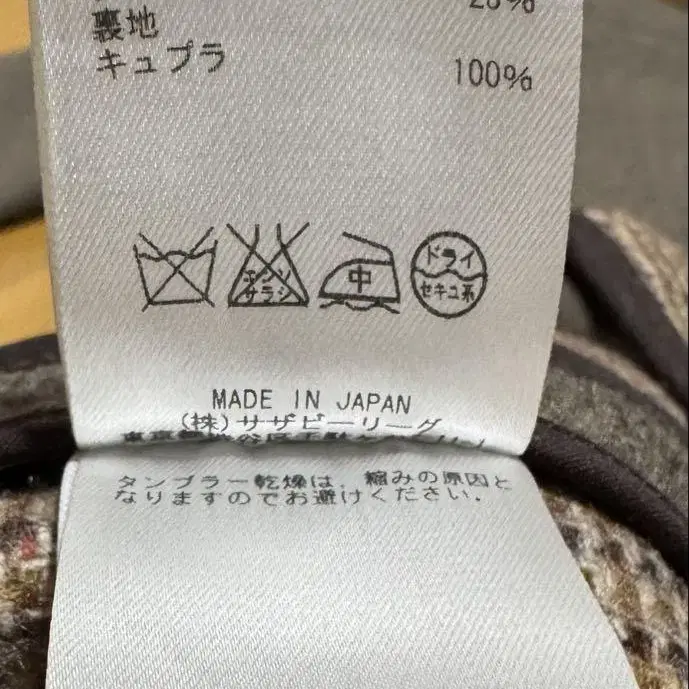 20%
裏地
キュプラ 100%
エンソ サラシ 中 ドライ セキユ系
MADE IN JAPAN
(株)サザビーリーグ
タンブラー乾燥は、縮みの原因と
なりますのでお避けください.